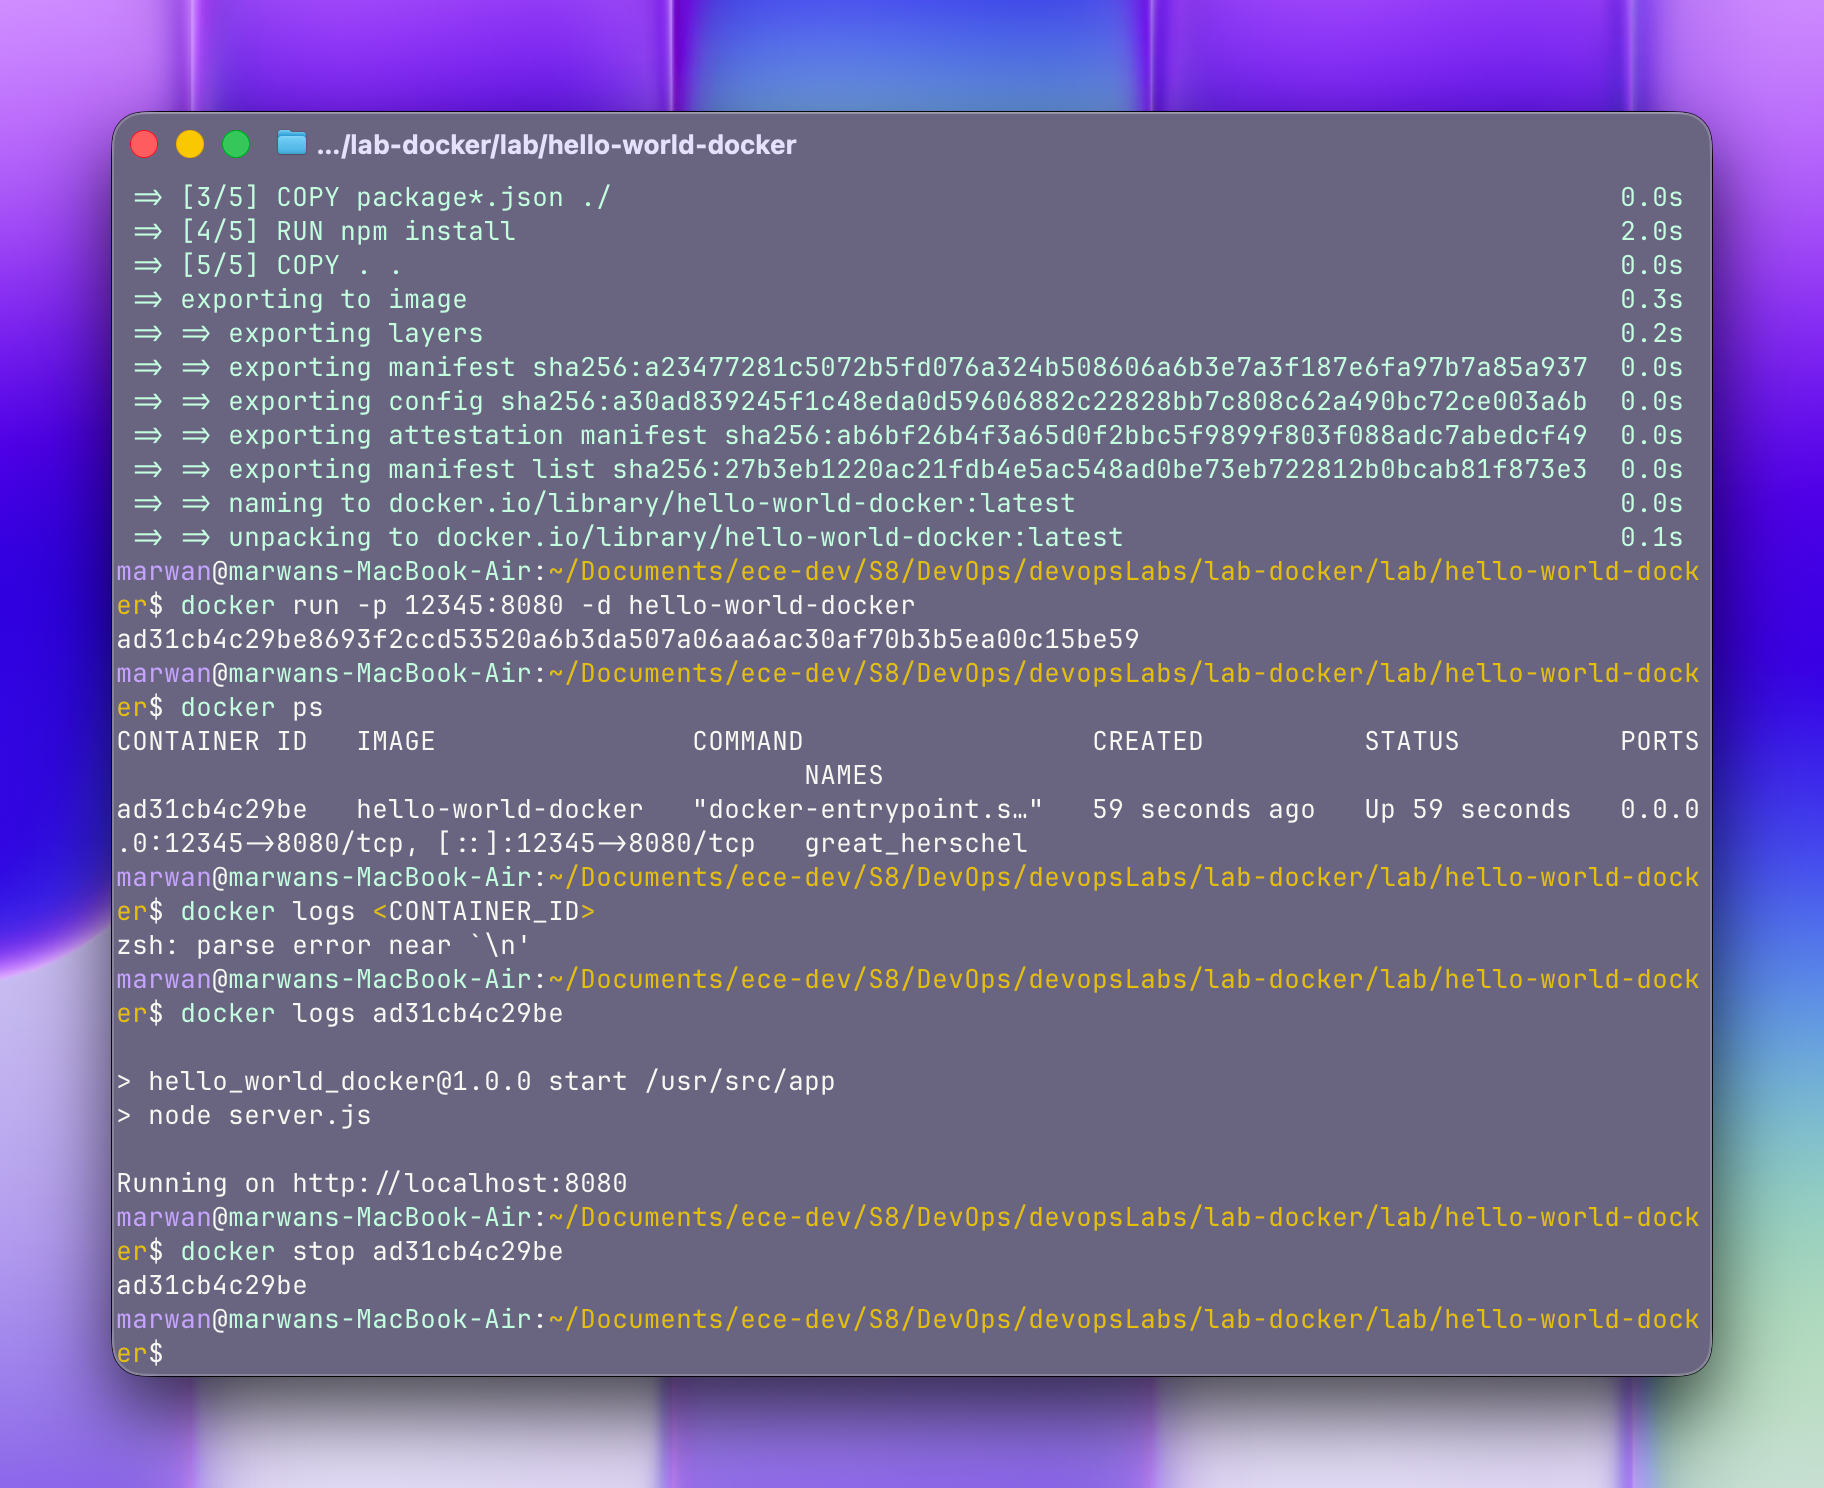 .../lab-docker/lab/hello-world-docker
=> [3/5] COPY package*.json ./ 0.0s
=> [4/5] RUN npm install 2.0s
=> [5/5] COPY . . 0.0s
=> exporting to image 0.3s
=> => exporting layers 0.2s
=> => exporting manifest sha256:a23477281c5072b5fd076a324b508606a6b3e7a3f187e6fa97b7a85a937 0.0s
=> => exporting config sha256:a30ad839245f1c48eda0d59606882c22828bb7c808c62a490bc72ce003a6b 0.0s
=> => exporting attestation manifest sha256:ab6bf26b4f3a65d0f2bbc5f9899f803f088adc7abedcf49 0.0s
=> => exporting manifest list sha256:27b3eb1220ac21fdb4e5ac548ad0be73eb722812b0bcab81f873e3 0.0s
=> => naming to docker.io/library/hello-world-docker:latest 0.0s
=> => unpacking to docker.io/library/hello-world-docker:latest 0.1s
marwan@marwans-MacBook-Air:~/Documents/ece-dev/S8/DevOps/devopsLabs/lab-docker/lab/hello-world-dock
er$ docker run -p 12345:8080 -d hello-world-docker
ad31cb4c29be8693f2ccd53520a6b3da507a06aa6ac30af70b3b5ea00c15be59
marwan@marwans-MacBook-Air:~/Documents/ece-dev/S8/DevOps/devopsLabs/lab-docker/lab/hello-world-dock
er$ docker ps
CONTAINER ID IMAGE COMMAND CREATED STATUS PORTS
NAMES
ad31cb4c29be hello-world-docker "docker-entrypoint.s…" 59 seconds ago Up 59 seconds 0.0.0
.0:12345->8080/tcp, [::]:12345->8080/tcp great_herschel
marwan@marwans-MacBook-Air:~/Documents/ece-dev/S8/DevOps/devopsLabs/lab-docker/lab/hello-world-dock
er$ docker logs <CONTAINER_ID>
zsh: parse error near `\n'
marwan@marwans-MacBook-Air:~/Documents/ece-dev/S8/DevOps/devopsLabs/lab-docker/lab/hello-world-dock
er$ docker logs ad31cb4c29be
> hello_world_docker@1.0.0 start /usr/src/app
> node server.js
Running on http://localhost:8080
marwan@marwans-MacBook-Air:~/Documents/ece-dev/S8/DevOps/devopsLabs/lab-docker/lab/hello-world-dock
er$ docker stop ad31cb4c29be
ad31cb4c29be
marwan@marwans-MacBook-Air:~/Documents/ece-dev/S8/DevOps/devopsLabs/lab-docker/lab/hello-world-dock
er$